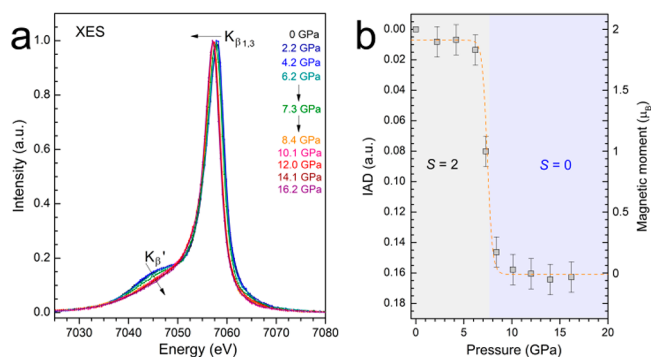 a
XES
Kβ1,3
0 GPa
2.2 GPa
4.2 GPa
6.2 GPa
7.3 GPa
8.4 GPa
10.1 GPa
12.0 GPa
14.1 GPa
16.2 GPa
Kβ'
Intensity (a.u.)
1.0
0.8
0.6
0.4
0.2
0.0
7030 7040 7050 7060 7070 7080
Energy (eV)
b
IAD (a.u.)
0.00
0.02
0.04
0.06
0.08
0.10
0.12
0.14
0.16
0.18
S = 2
S = 0
2
1
2
0
Magnetic moment (μB)
0 5 10 15 20
Pressure (GPa)